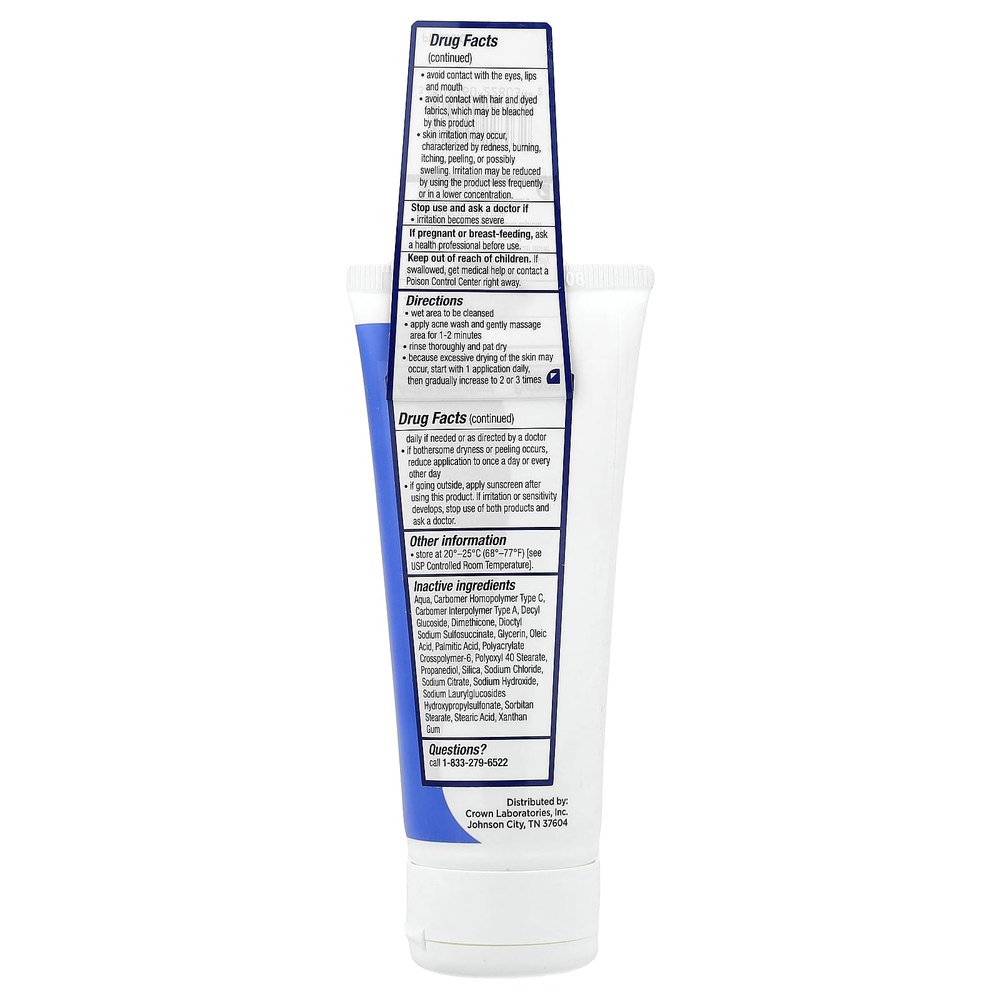 Drug Facts
(continued)
• avoid contact with the eyes, lips
and mouth
• avoid contact with hair and dyed
fabrics, which may be bleached
by this product
• skin irritation may occur,
characterized by redness, burning,
itching, peeling, or possibly
swelling. Irritation may be reduced
by using the product less frequently
or in a lower concentration.
Stop use and ask a doctor if
• irritation becomes severe
If pregnant or breast-feeding, ask
a health professional before use.
Keep out of reach of children. If
swallowed, get medical help or contact a
Poison Control Center right away.
Directions
• wet area to be cleansed
• apply acne wash and gently massage
area for 1-2 minutes
• rinse thoroughly and pat dry
• because excessive drying of the skin may
occur, start with 1 application daily,
then gradually increase to 2 or 3 times
Drug Facts (continued)
daily if needed or as directed by a doctor
• if bothersome dryness or peeling occurs,
reduce application to once a day or every
other day
• if going outside, apply sunscreen after
using this product. If irritation or sensitivity
develops, stop use of both products and
ask a doctor.
Other information
• store at 20°–25°C (68°–77°F) [see
USP Controlled Room Temperature].
Inactive ingredients
Aqua, Carbomer Homopolymer Type C,
Carbomer Interpolymer Type A, Decyl
Glucoside, Dimethicone, Dioctyl
Sodium Sulfosuccinate, Glycerin, Oleic
Acid, Palmitic Acid, Polyacrylate
Crosspolymer-6, Polyoxyl 40 Stearate,
Propanediol, Silica, Sodium Chloride,
Sodium Citrate, Sodium Hydroxide,
Sodium Laurylglucosides
Hydroxypropylsulfonate, Sorbitan
Stearate, Stearic Acid, Xanthan
Gum
Questions?
call 1-833-279-6522
Distributed by:
Crown Laboratories, Inc.
Johnson City, TN 37604